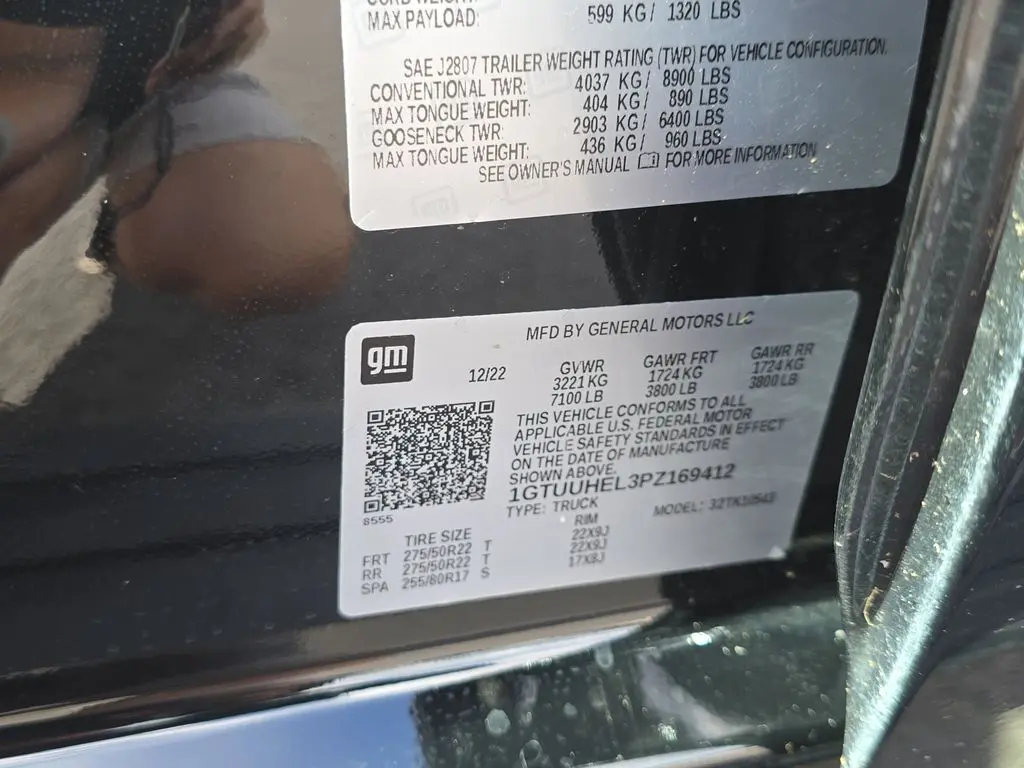 MAX PAYLOAD: 599 KG/ 1320 LBS
SAE J2807 TRAILER WEIGHT RATING (TWR) FOR VEHICLE CONFIGURATION.
CONVENTIONAL TWR: 4037 KG/ 8900 LBS
MAX TONGUE WEIGHT: 404 KG/ 890 LBS
GOOSENECK TWR: 2903 KG/ 6400 LBS
MAX TONGUE WEIGHT: 436 KG/ 960 LBS
SEE OWNER'S MANUAL FOR MORE INFORMATION
gm
MFD BY GENERAL MOTORS LLC
12/22
GVWR GAWR FRT GAWR RR
3221 KG 1724 KG 1724 KG
7100 LB 3800 LB 3800 LB
THIS VEHICLE CONFORMS TO ALL
APPLICABLE U.S. FEDERAL MOTOR
VEHICLE SAFETY STANDARDS IN EFFECT
ON THE DATE OF MANUFACTURE
SHOWN ABOVE.
1GTUUHEL3PZ169412
TYPE: TRUCK MODEL:
8555
TIRE SIZE RIM
FRT 275/50R22 T 22X9J
RR 275/50R22 T 22X9J
SPA 255/80R17 S 17X8J